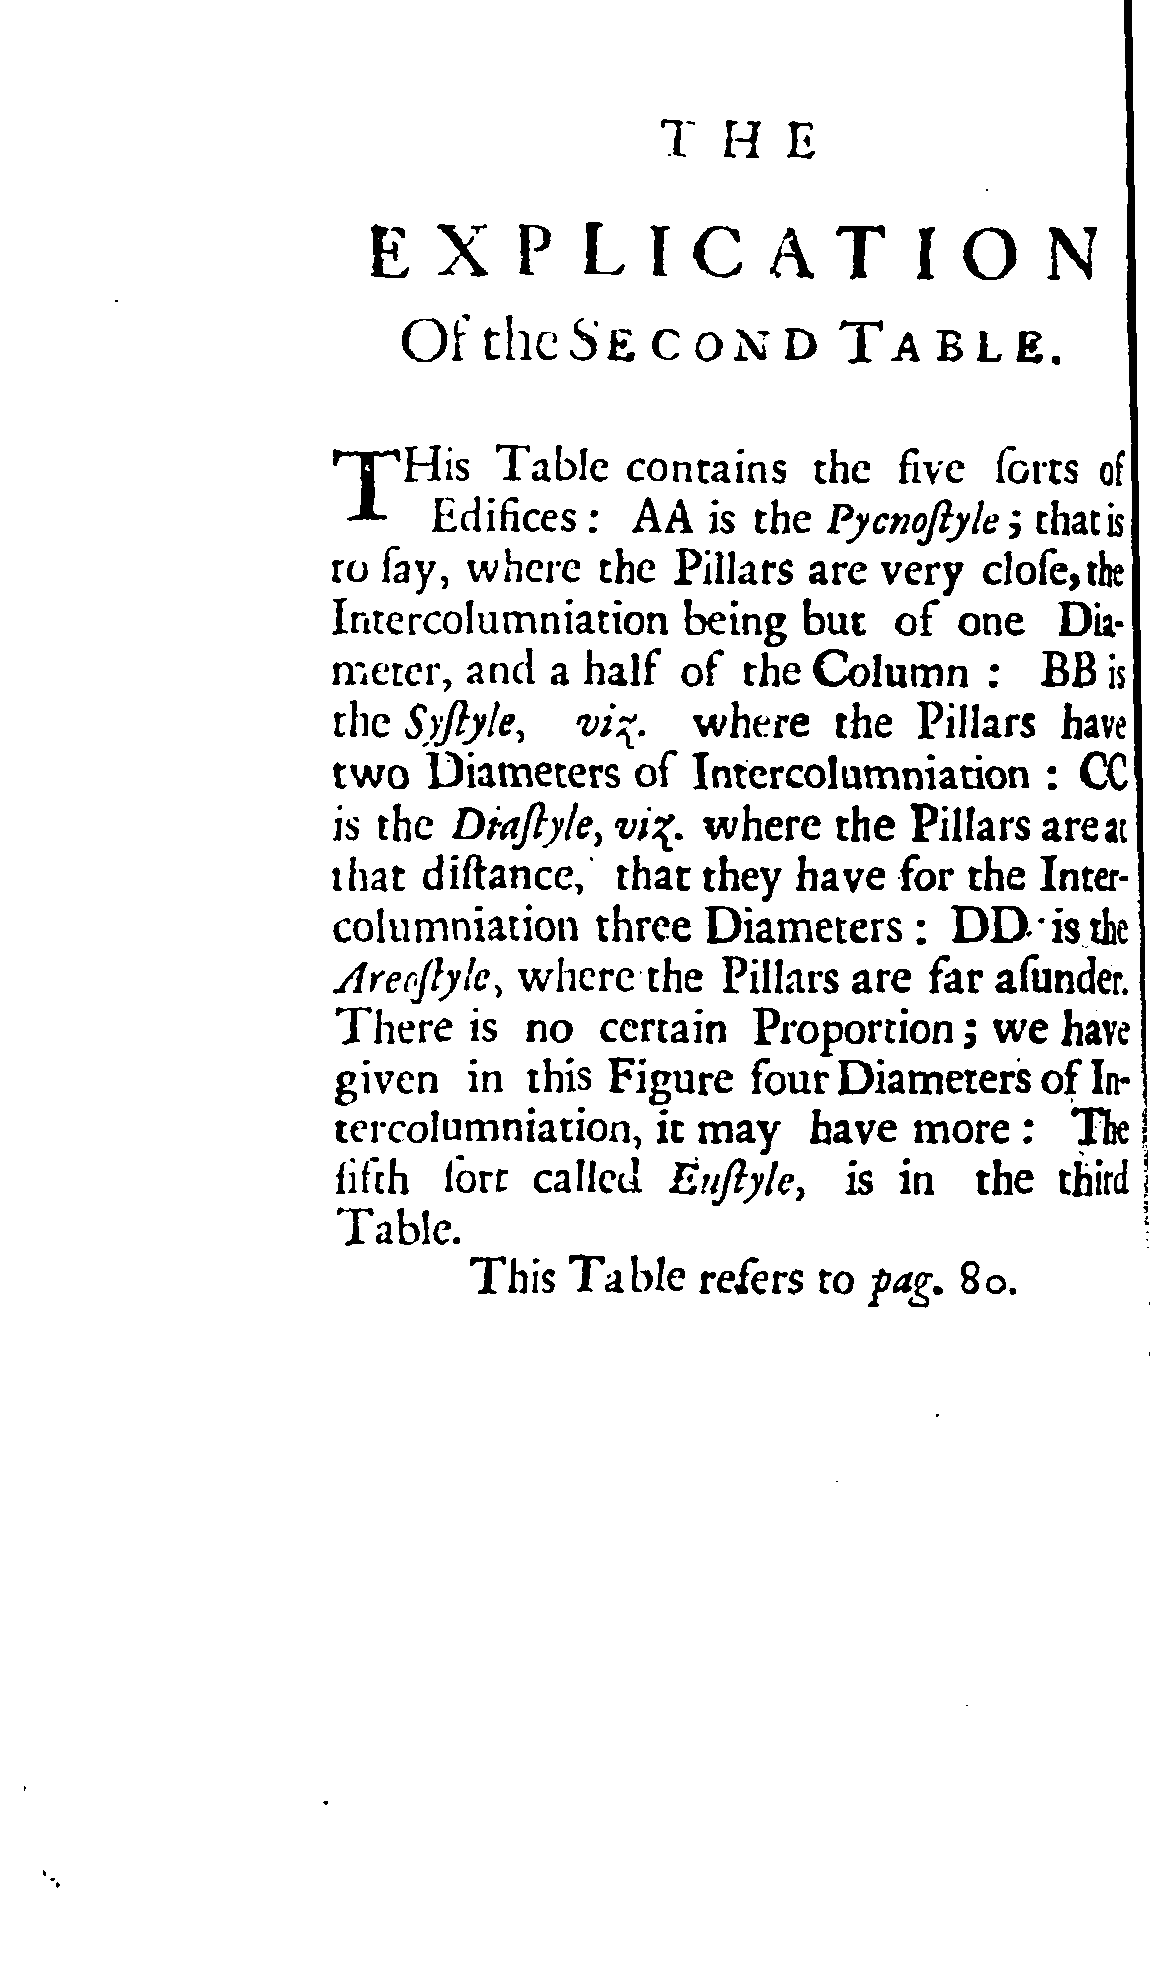 THE
EXPLICATION
Of the SECOND TABLE.
THis Table contains the five ſorts of
Edifices: AA is the Pycnoſtyle; that is
to ſay, where the Pillars are very cloſe, the
Intercolumniation being but of one Dia-
meter, and a half of the Column: BB is
the Syſtyle, viz. where the Pillars have
two Diameters of Intercolumniation: CC
is the Diaſtyle, viz. where the Pillars are at
that diſtance, that they have for the Inter-
columniation three Diameters: DD is the
Areoſtyle, where the Pillars are far aſunder.
There is no certain Proportion; we have
given in this Figure four Diameters of In-
tercolumniation, it may have more: The
fifth ſort called Euſtyle, is in the third
Table.
This Table refers to pag. 80.